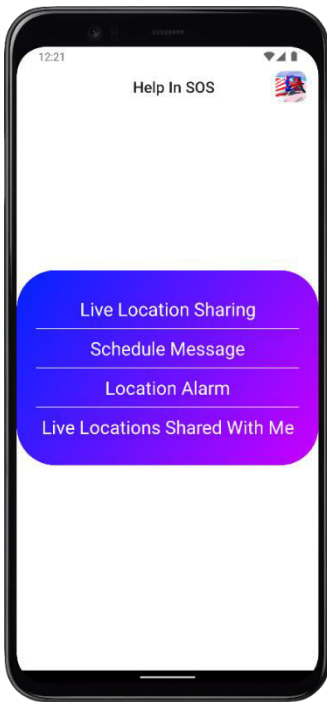 12:21
Help In SOS
Live Location Sharing
Schedule Message
Location Alarm
Live Locations Shared With Me